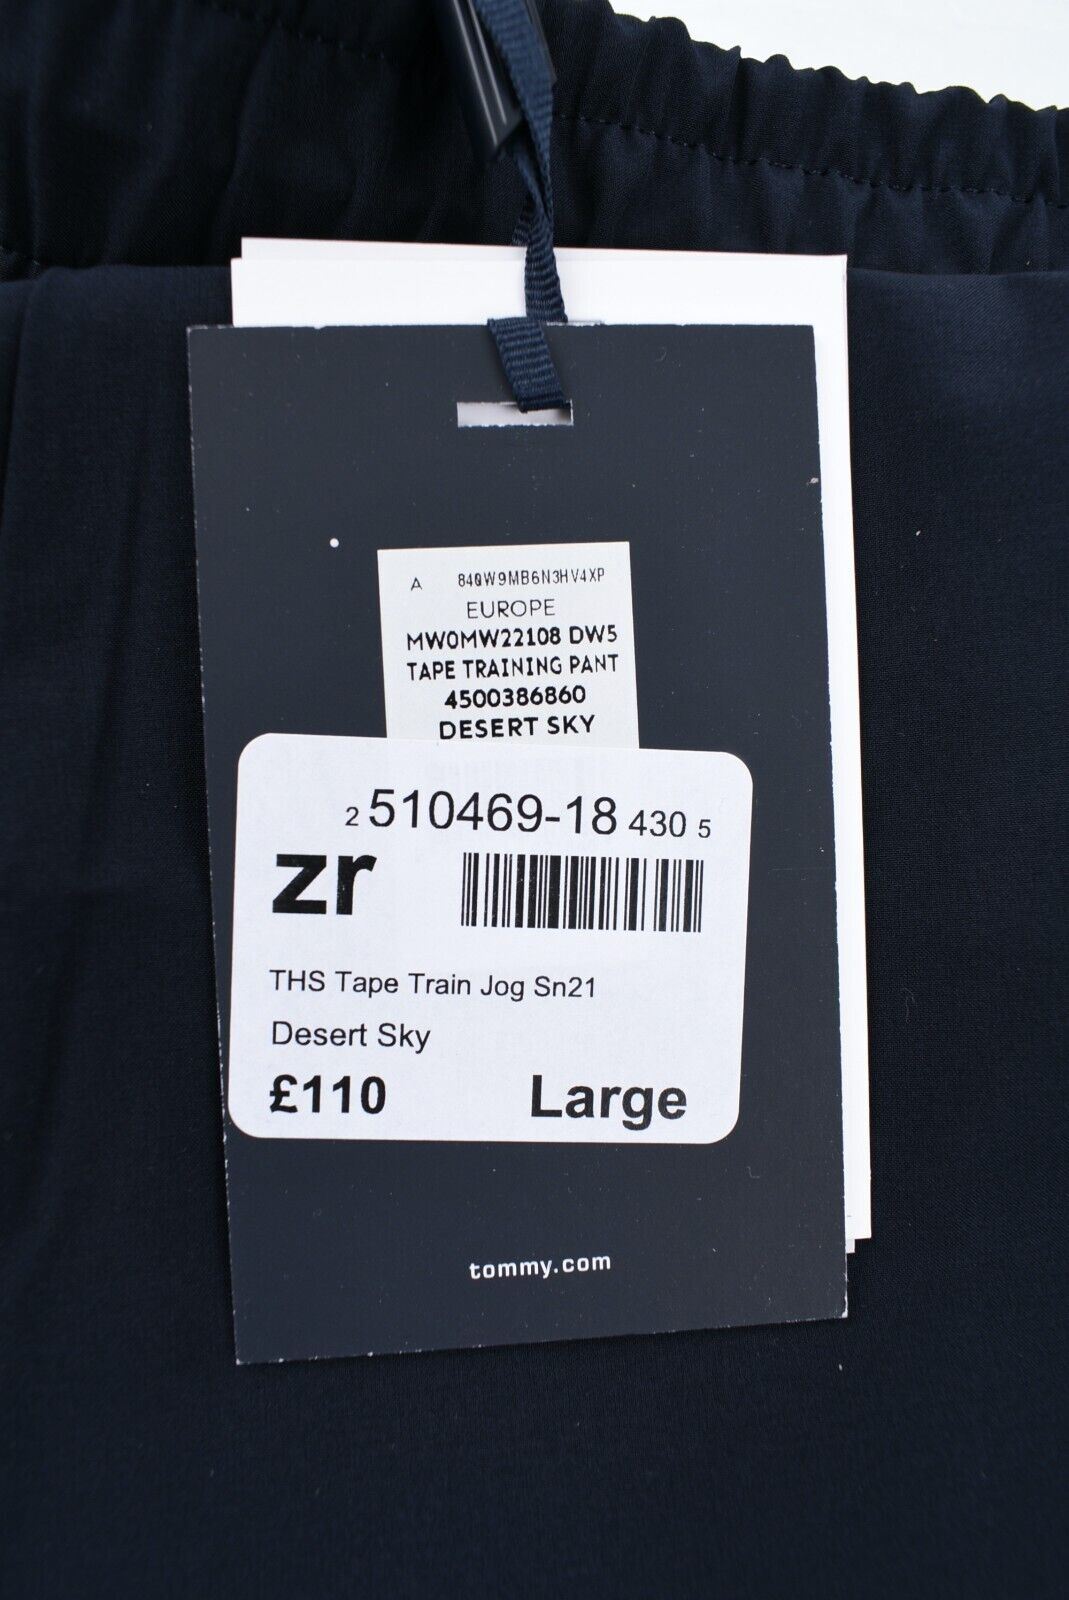 A 84QW9MB6N3HV4XP
EUROPE
MW0MW22108 DW5
TAPE TRAINING PANT
4500386860
DESERT SKY
2 510469-18 430 5
zr
THS Tape Train Jog Sn21
Desert Sky
£110 Large
tommy.com